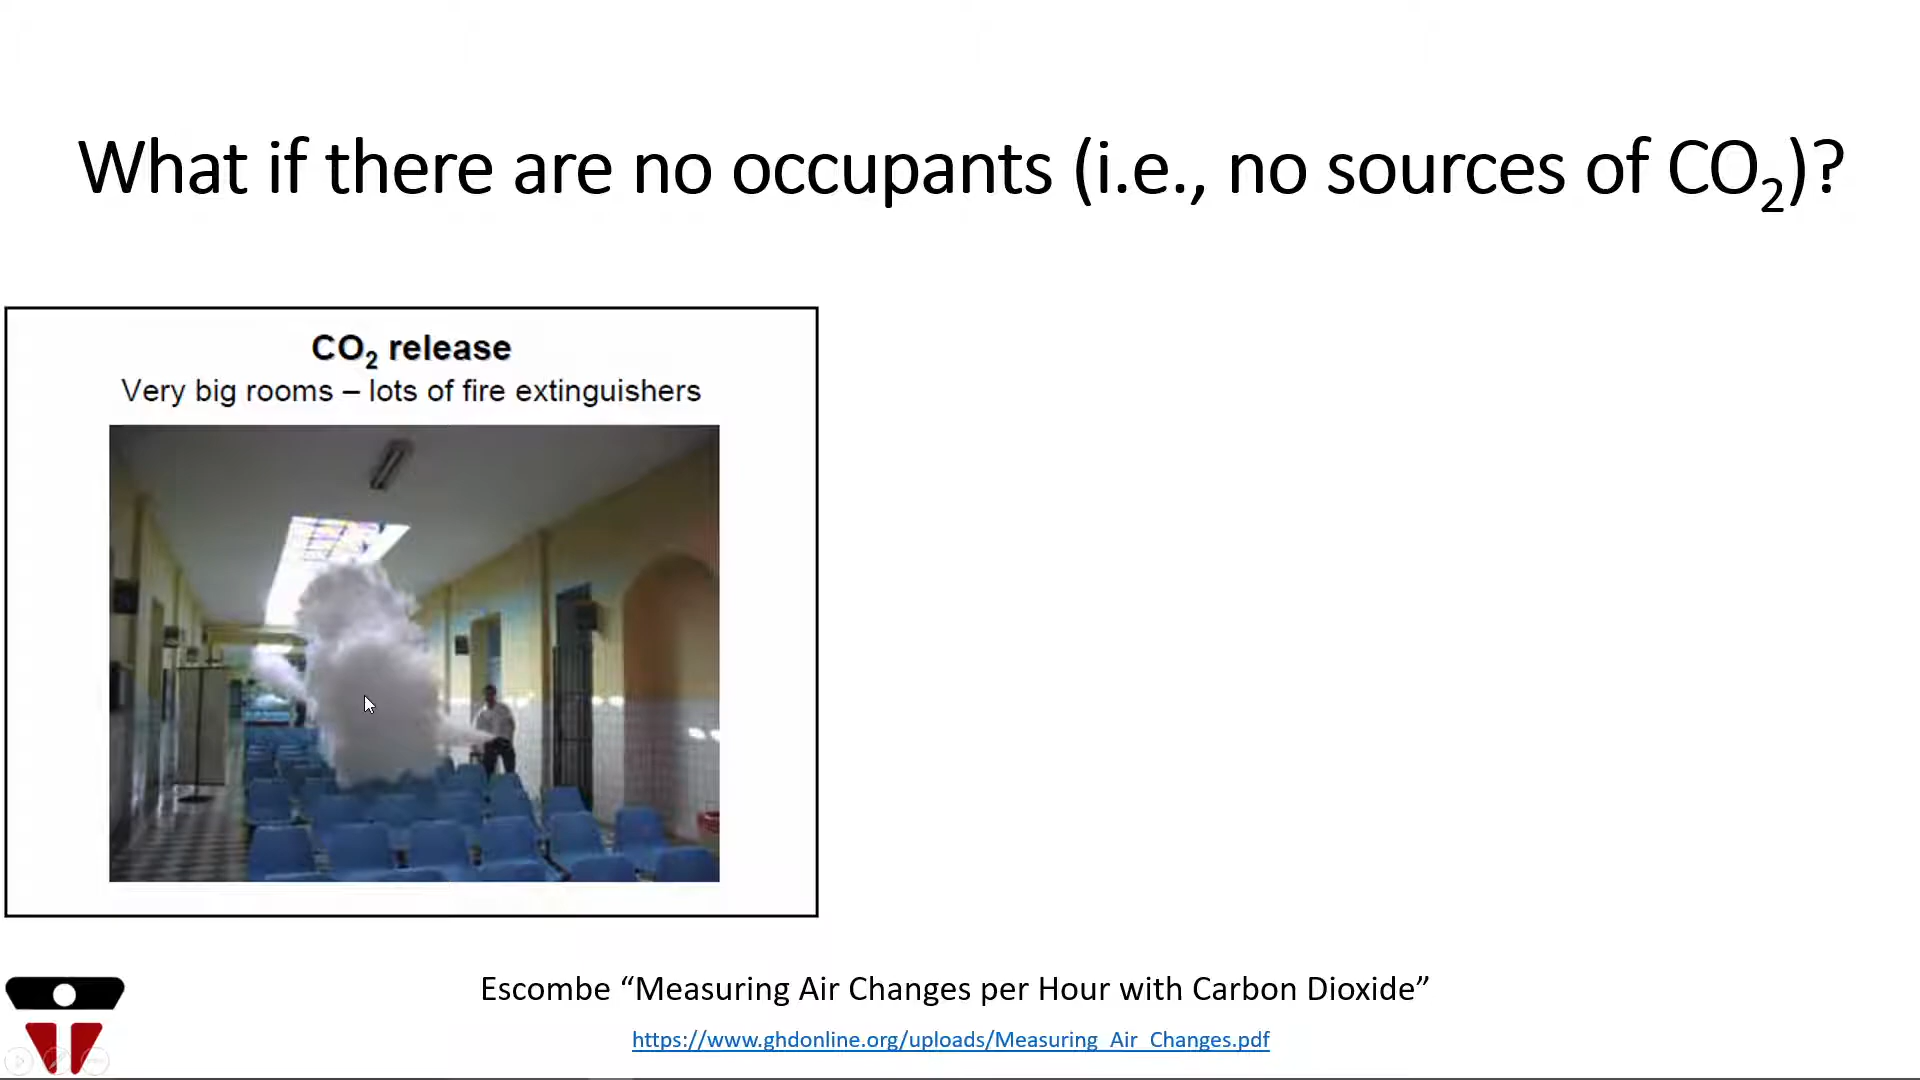 What if there are no occupants (i.e., no sources of CO₂)?
CO₂ release
Very big rooms – lots of fire extinguishers
Escombe “Measuring Air Changes per Hour with Carbon Dioxide”
https://www.ghdonline.org/uploads/Measuring_Air_Changes.pdf